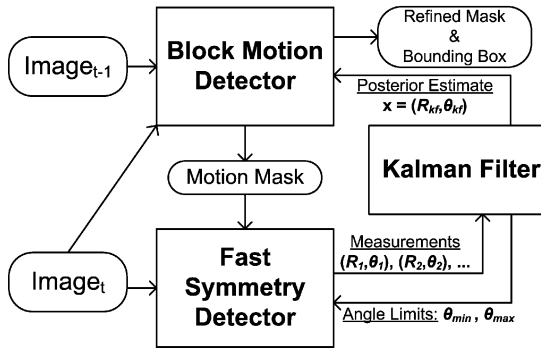 Image_t-1
Block Motion
Detector
Refined Mask
&
Bounding Box
Posterior Estimate
x = (R_kf,θ_kf)
Motion Mask
Kalman Filter
Image_t
Fast
Symmetry
Detector
Measurements
(R_1,θ_1), (R_2,θ_2), ...
Angle Limits: θ_min , θ_max